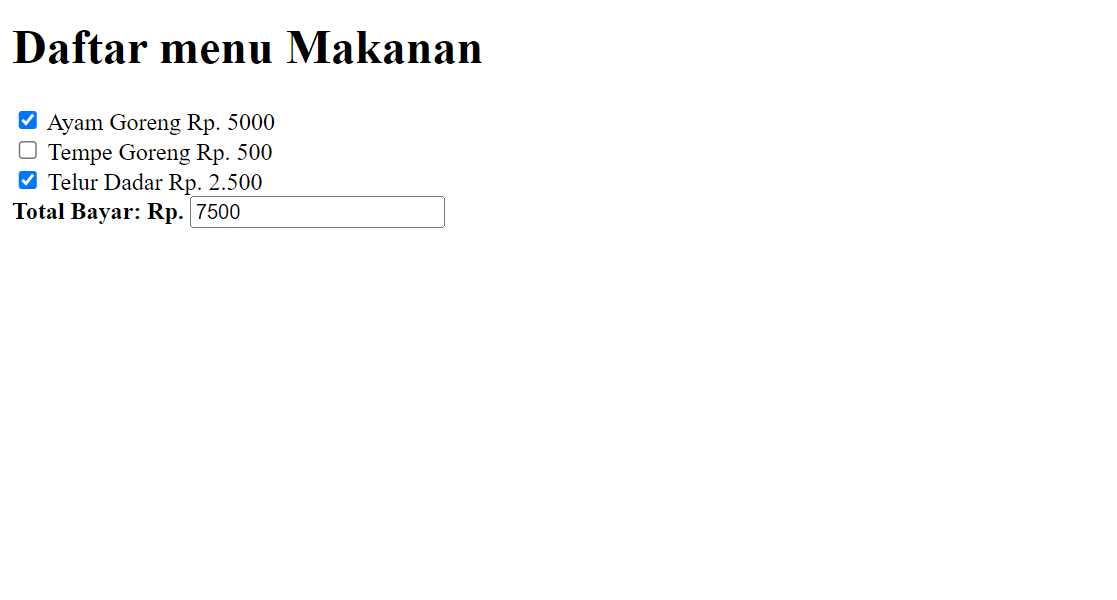 Daftar menu Makanan
Ayam Goreng Rp. 5000
Tempe Goreng Rp. 500
Telur Dadar Rp. 2.500
Total Bayar: Rp. 7500